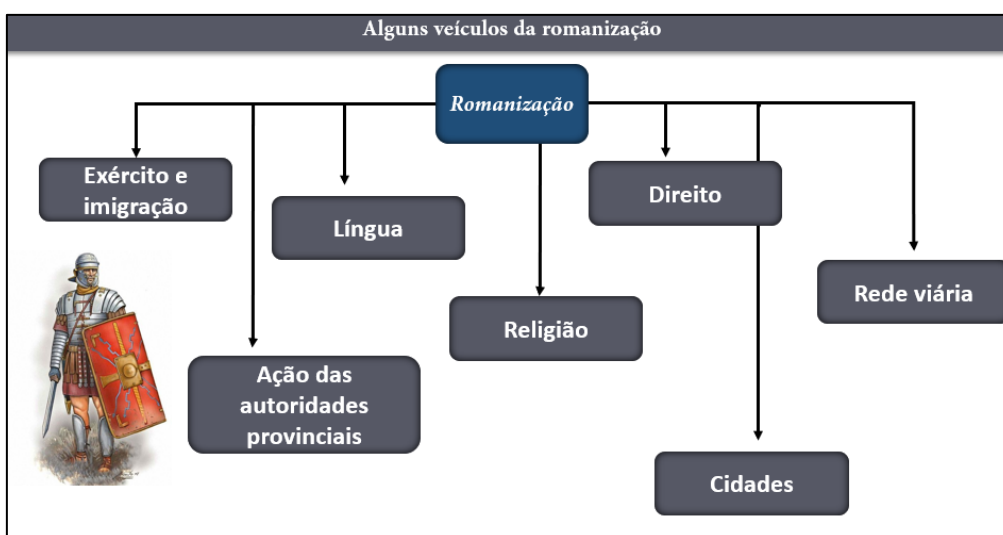 Alguns veículos da romanização
Romanização
Exército e
imigração
Língua
Direito
Rede viária
Religião
Ação das
autoridades
provinciais
Cidades